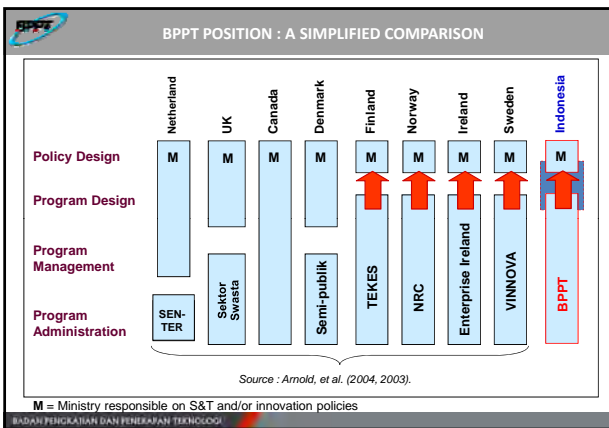 BPPT
BPPT POSITION : A SIMPLIFIED COMPARISON
Netherland
UK
Canada
Denmark
Finland
Norway
Ireland
Sweden
Indonesia
Policy Design
M M M M M M M M M
Program Design
Program
Management
Program
Administration
SEN-
TER
Sektor
Swasta
Semi-publik
TEKES
NRC
Enterprise Ireland
VINNOVA
BPPT
Source : Arnold, et al. (2004, 2003).
M = Ministry responsible on S&T and/or innovation policies
BADAN PENGKAJIAN DAN PENERAPAN TEKNOLOGI